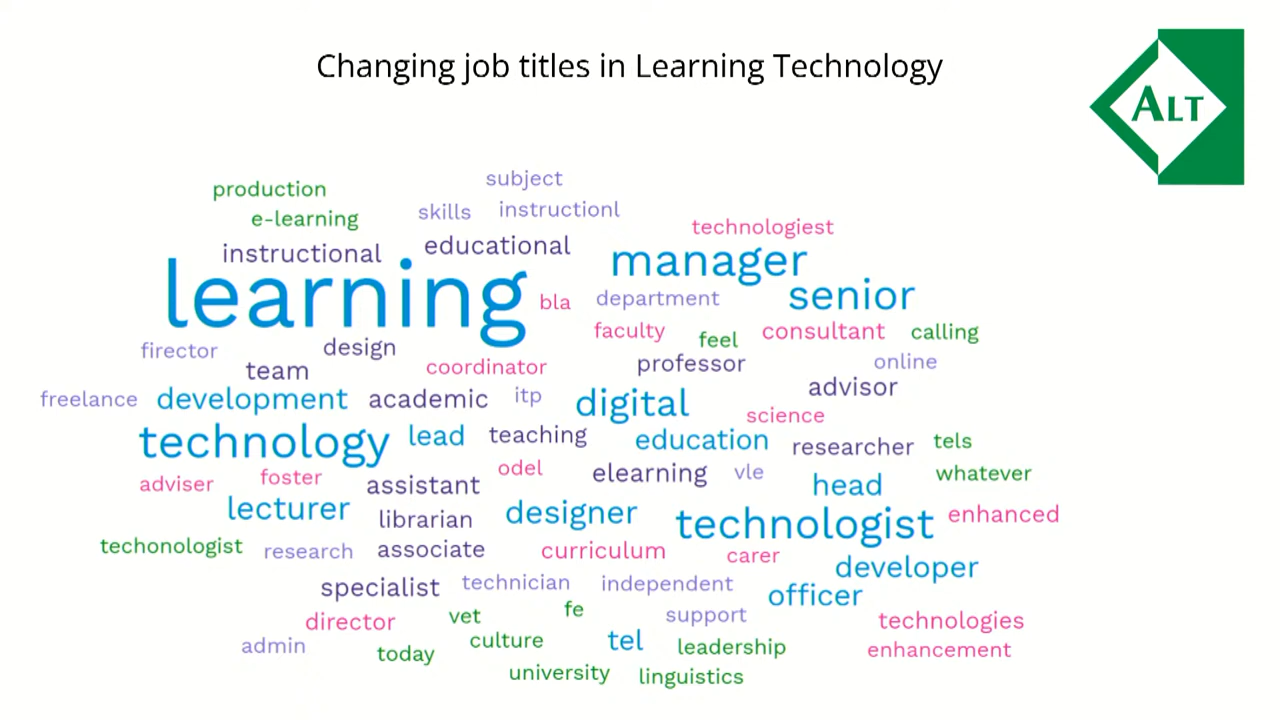 Changing job titles in Learning Technology
ALT
subject
production
skills instructionl
e-learning
technologiest
instructional educational
manager
learning
bla department senior
faculty feel consultant calling
firector design
professor online
team coordinator
advisor
freelance development academic itp digital
science
technology lead teaching education researcher tels
adviser foster odel elearning vle whatever
assistant head
lecturer librarian designer technologist enhanced
techonologist research associate curriculum carer
developer
specialist technician independent officer
director vet fe support technologies
admin today culture tel leadership enhancement
university linguistics